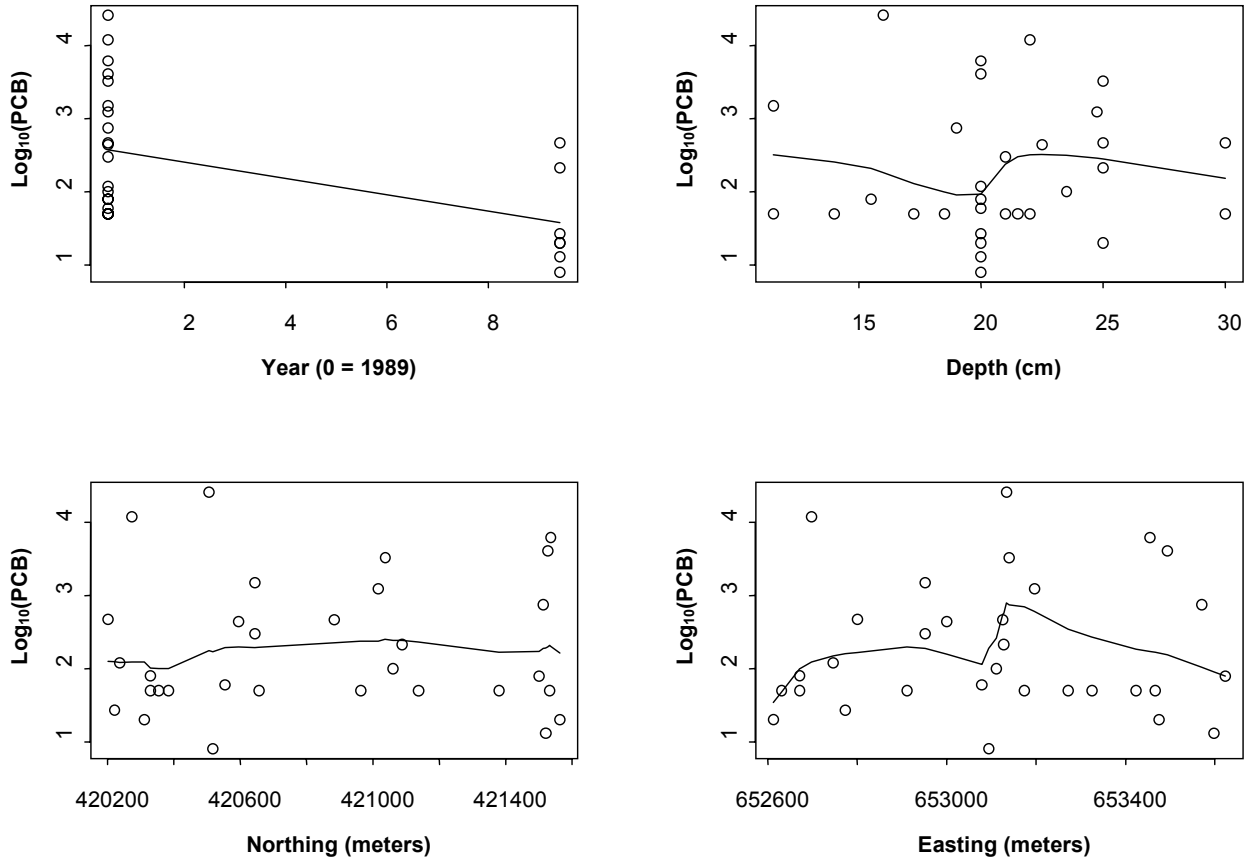 Log₁₀(PCB)
4
3
2
1
2 4 6 8
Year (0 = 1989)
Log₁₀(PCB)
4
3
2
1
15 20 25 30
Depth (cm)
Log₁₀(PCB)
4
3
2
1
420200 420600 421000 421400
Northing (meters)
Log₁₀(PCB)
4
3
2
1
652600 653000 653400
Easting (meters)